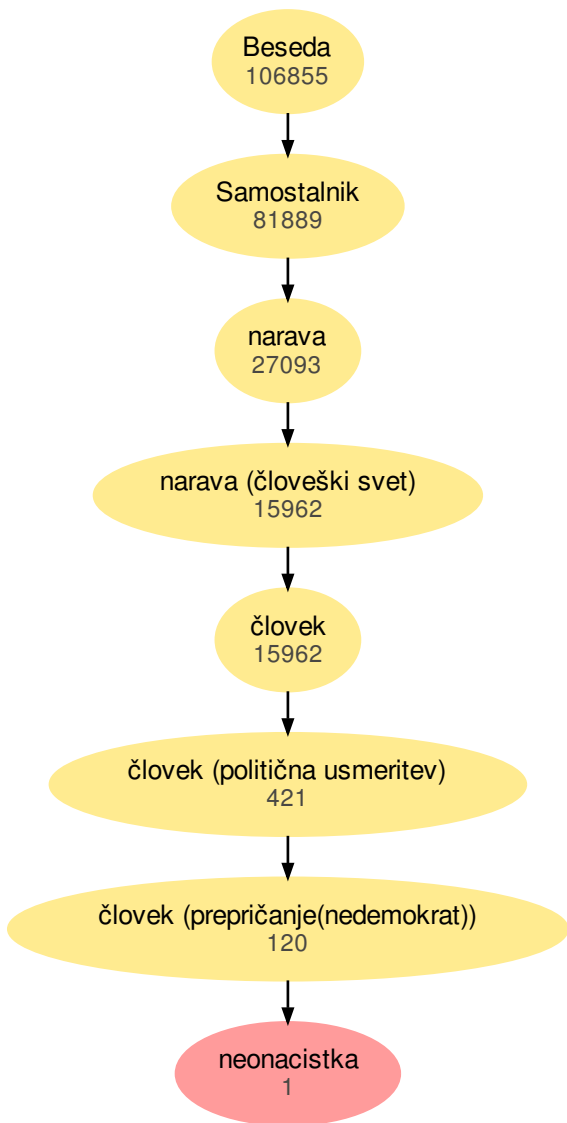 Beseda
106855
Samostalnik
81889
narava
27093
narava (človeški svet)
15962
človek
15962
človek (politična usmeritev)
421
človek (prepričanje(nedemokrat))
120
neonacistka
1